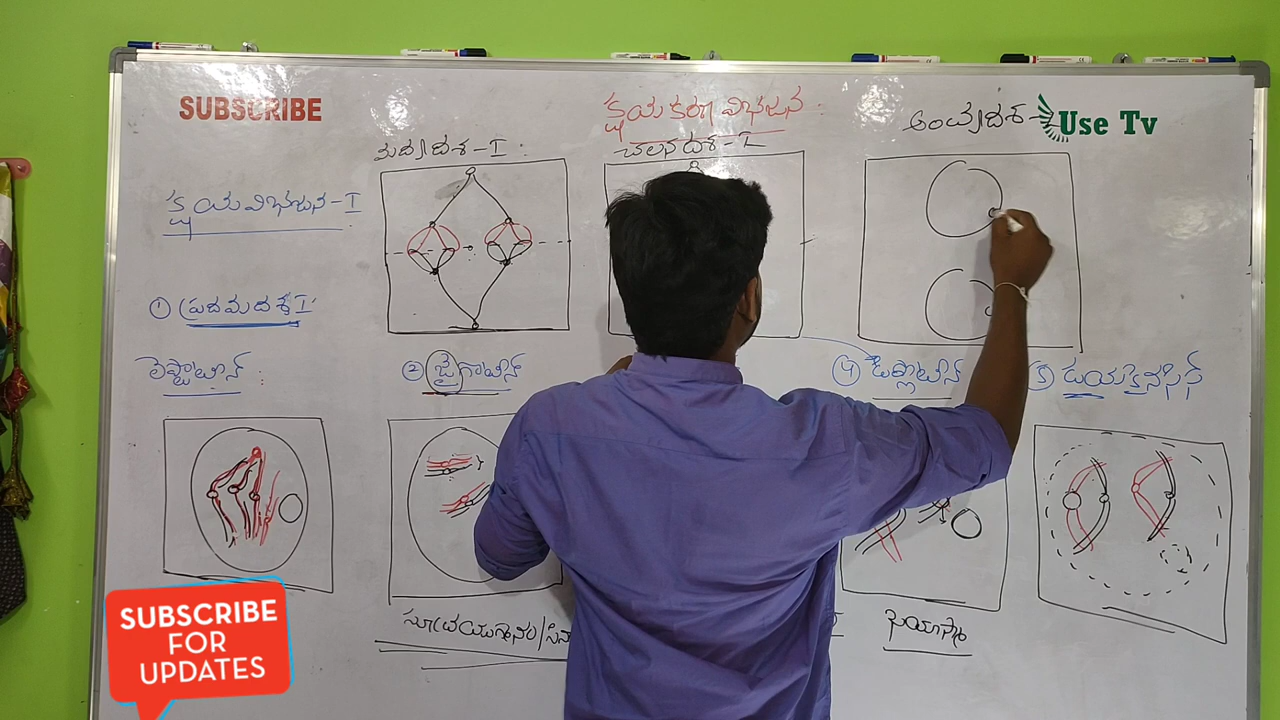 SUBSCRIBE
క్షయకరణ విభజన :
Use Tv
మధ్యదశ-I :
చలనదశ-I
అంత్యదశ-
క్షయ విభజన-I
① ప్రథమదశ I
లెప్టోటీన్ :
② జైగోటీన్
④ డిప్లోటీన్
⑤ డయకైనసిస్
SUBSCRIBE
FOR
UPDATES
కయాస్మా